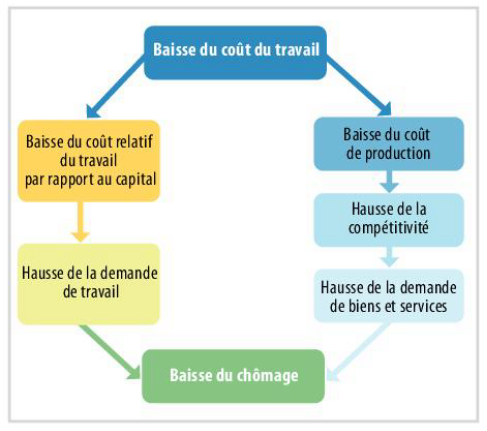 Baisse du coût du travail
Baisse du coût relatif
du travail
par rapport au capital
Hausse de la demande
de travail
Baisse du coût
de production
Hausse de la
compétitivité
Hausse de la demande
de biens et services
Baisse du chômage